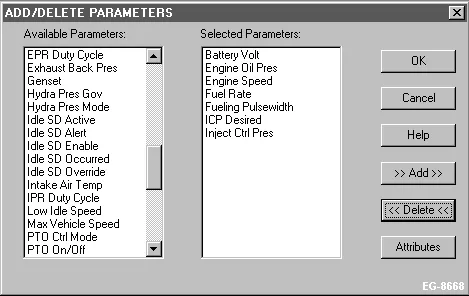 ADD/DELETE PARAMETERS
Available Parameters:
EPR Duty Cycle
Exhaust Back Pres
Genset
Hydra Pres Gov
Hydra Pres Mode
Idle SD Active
Idle SD Alert
Idle SD Enable
Idle SD Occurred
Idle SD Override
Intake Air Temp
IPR Duty Cycle
Low Idle Speed
Max Vehicle Speed
PTO Ctrl Mode
PTO On/Off
Selected Parameters:
Battery Volt
Engine Oil Pres
Engine Speed
Fuel Rate
Fueling Pulsewidth
ICP Desired
Inject Ctrl Pres
OK
Cancel
Help
>> Add >>
<< Delete <<
Attributes
EG-8668